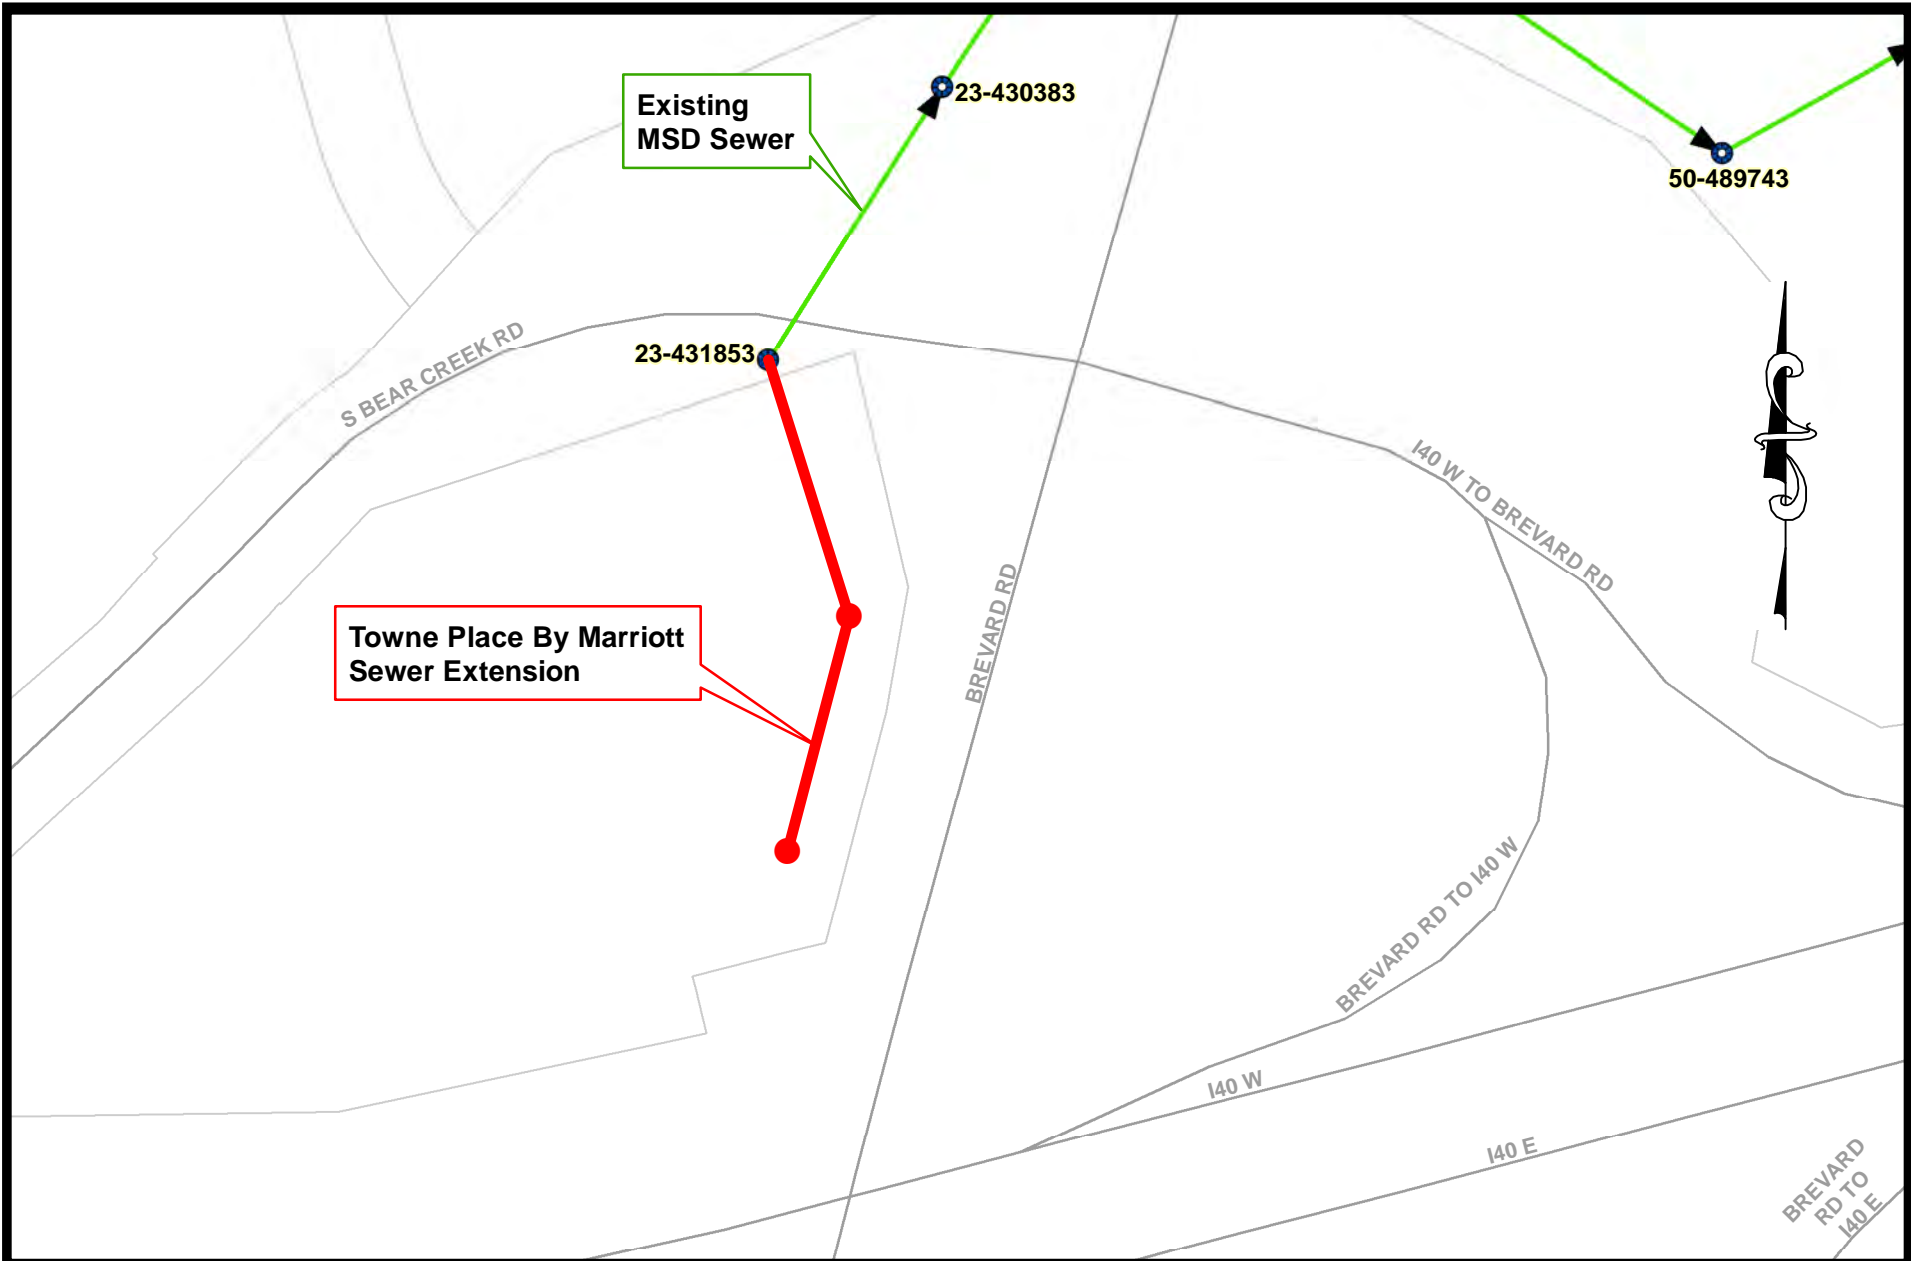 Existing
MSD Sewer
23-430383
50-489743
S BEAR CREEK RD
23-431853
I40 W TO BREVARD RD
BREVARD RD
Towne Place By Marriott
Sewer Extension
BREVARD RD TO I40 W
I40 W
I40 E
BREVARD
RD TO
I40 E